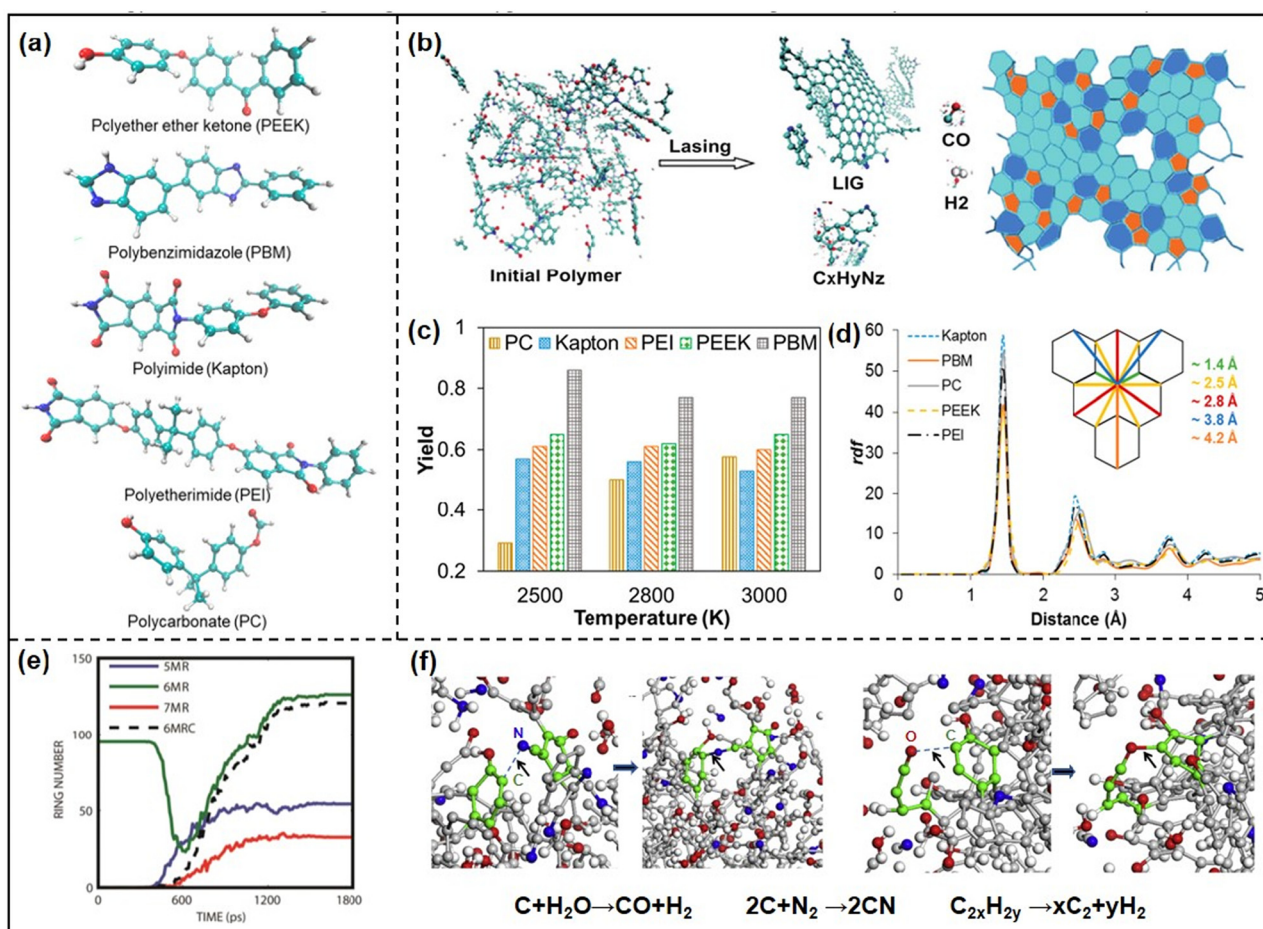 (a)
Pclyether ether ketone (PEEK)
Polybenzimidazole (PBM)
Polyimide (Kapton)
Polyetherimide (PEI)
Polycarbonate (PC)
(b)
Initial Polymer
Lasing
LIG
CxHyNz
CO
H2
(c)
PC Kapton PEI PEEK PBM
1
0.8
0.6
0.4
0.2
Yield
2500 2800 3000
Temperature (K)
(d)
Kapton
PBM
PC
PEEK
PEI
~ 1.4 Å
~ 2.5 Å
~ 2.8 Å
~ 3.8 Å
~ 4.2 Å
60
50
40
30
20
10
0
rdf
0 1 2 3 4 5
Distance (Å)
(e)
5MR
6MR
7MR
6MRC
150
100
50
0
RING NUMBER
0 600 1200 1800
TIME (ps)
(f)
N
C
O
C
C+H₂O→CO+H₂ 2C+N₂→2CN C₂ₓH₂ᵧ→xC₂+yH₂